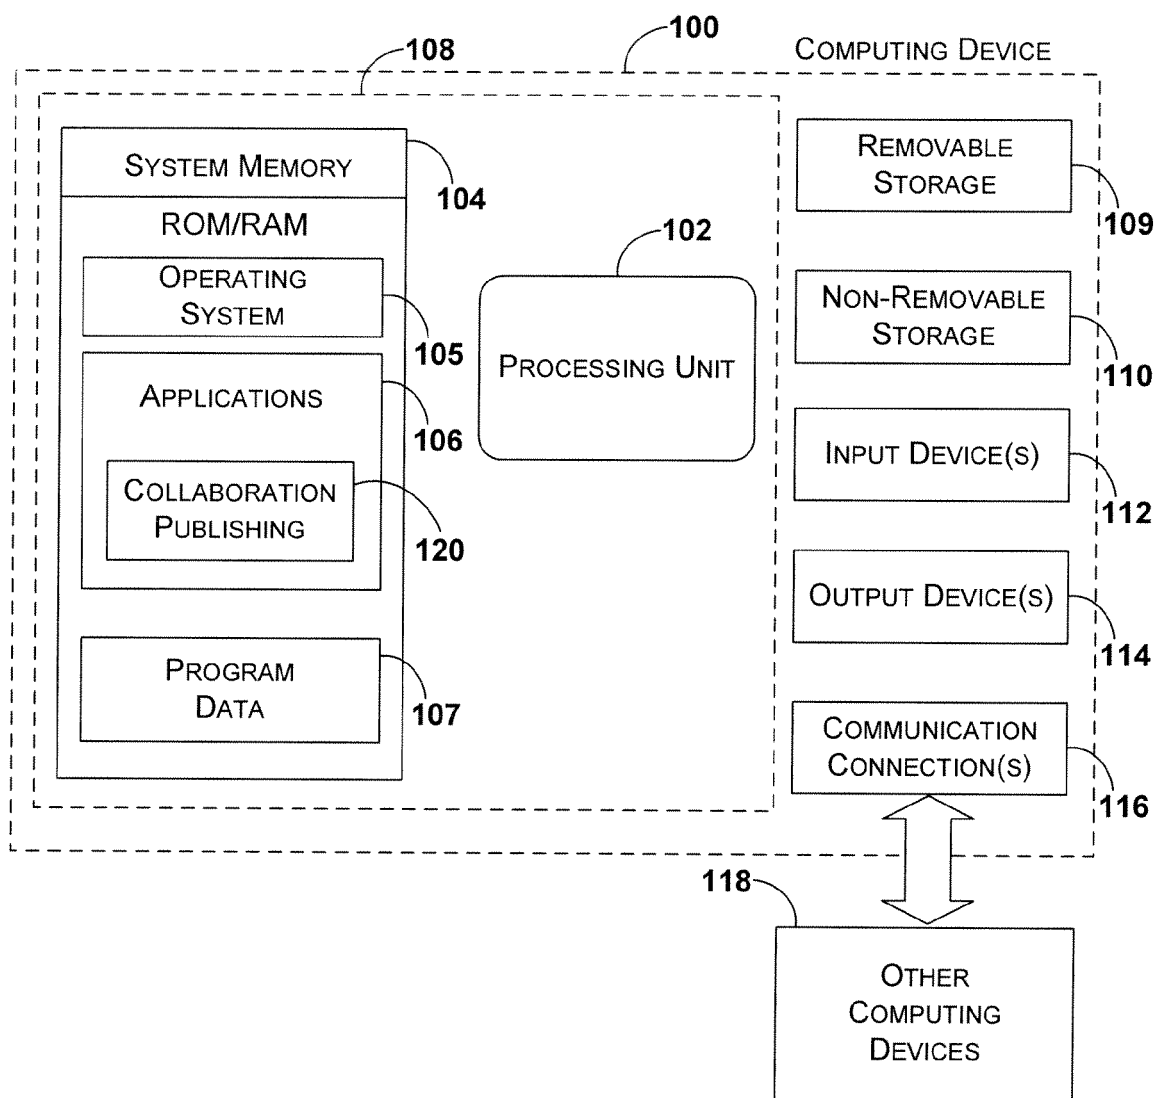 100
COMPUTING DEVICE
108
SYSTEM MEMORY
104
ROM/RAM
OPERATING
SYSTEM
105
APPLICATIONS
106
COLLABORATION
PUBLISHING
120
PROGRAM
DATA
107
102
PROCESSING UNIT
REMOVABLE
STORAGE
109
NON-REMOVABLE
STORAGE
110
INPUT DEVICE(S)
112
OUTPUT DEVICE(S)
114
COMMUNICATION
CONNECTION(S)
116
118
OTHER
COMPUTING
DEVICES